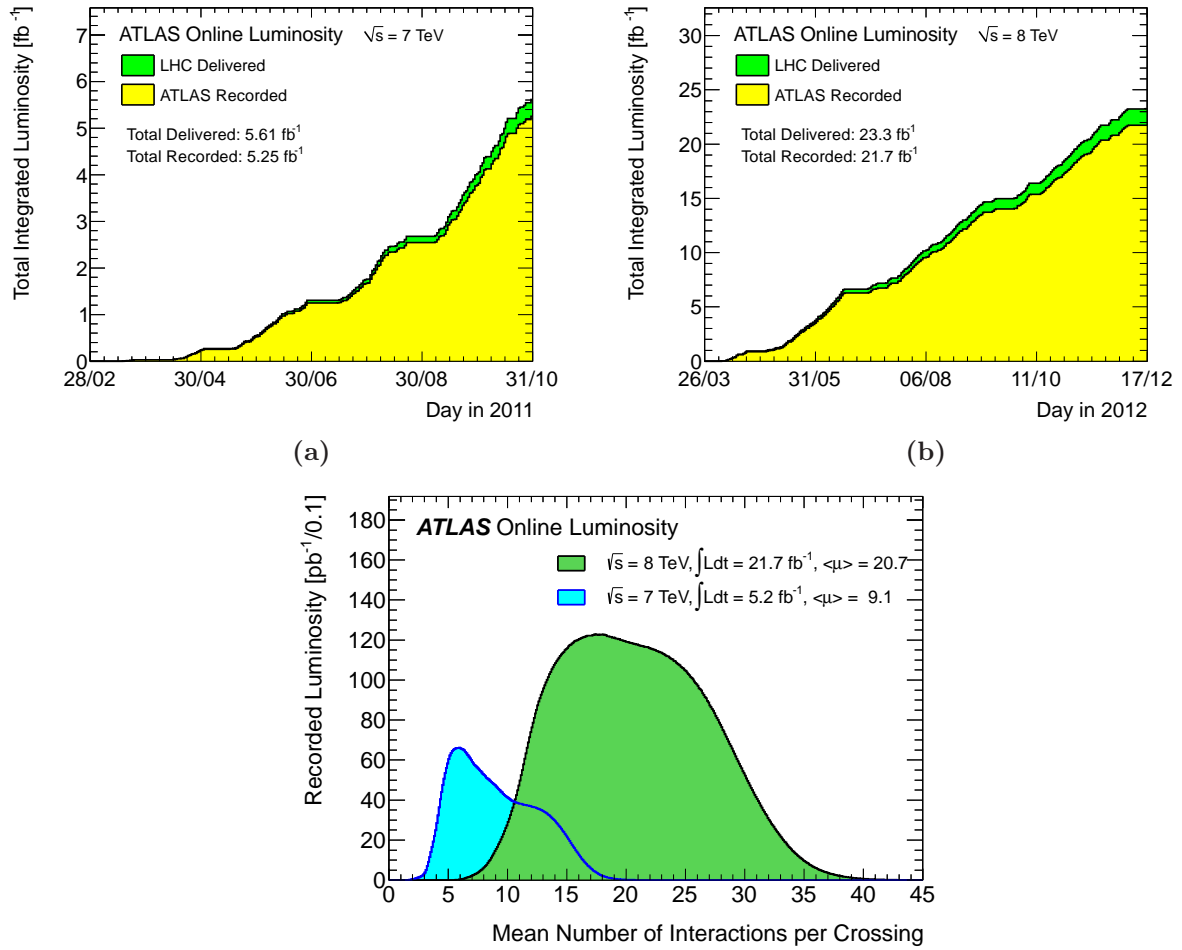 Total Integrated Luminosity [fb⁻¹]
ATLAS Online Luminosity √s = 7 TeV
LHC Delivered
ATLAS Recorded
Total Delivered: 5.61 fb⁻¹
Total Recorded: 5.25 fb⁻¹
7
6
5
4
3
2
1
0
28/02 30/04 30/06 30/08 31/10
Day in 2011
(a)
Total Integrated Luminosity [fb⁻¹]
ATLAS Online Luminosity √s = 8 TeV
LHC Delivered
ATLAS Recorded
Total Delivered: 23.3 fb⁻¹
Total Recorded: 21.7 fb⁻¹
30
25
20
15
10
5
0
26/03 31/05 06/08 11/10 17/12
Day in 2012
(b)
Recorded Luminosity [pb⁻¹/0.1]
ATLAS Online Luminosity
√s = 8 TeV, ∫Ldt = 21.7 fb⁻¹, <μ> = 20.7
√s = 7 TeV, ∫Ldt = 5.2 fb⁻¹, <μ> = 9.1
180
160
140
120
100
80
60
40
20
0
0 5 10 15 20 25 30 35 40 45
Mean Number of Interactions per Crossing